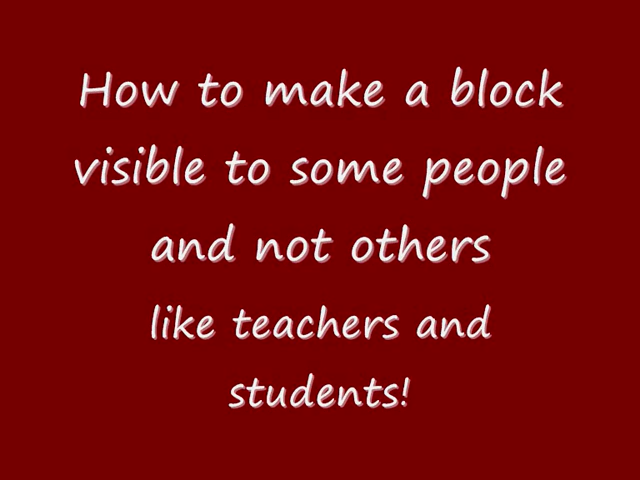 How to make a block
visible to some people
and not others
like teachers and
students!